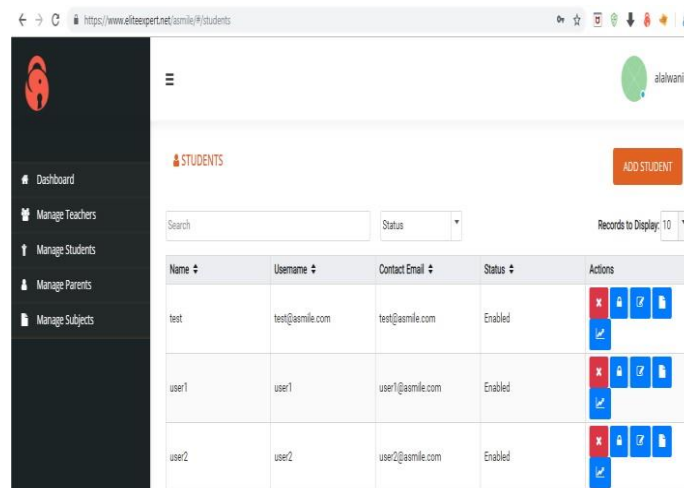 https://www.eliteexpert.net/asmile/#/students
alalwani
STUDENTS
ADD STUDENT
Dashboard
Manage Teachers
Manage Students
Manage Parents
Manage Subjects
Search
Status
Records to Display: 10
Name Username Contact Email Status Actions
test test@asmile.com test@asmile.com Enabled
user1 user1 user1@asmile.com Enabled
user2 user2 user2@asmile.com Enabled